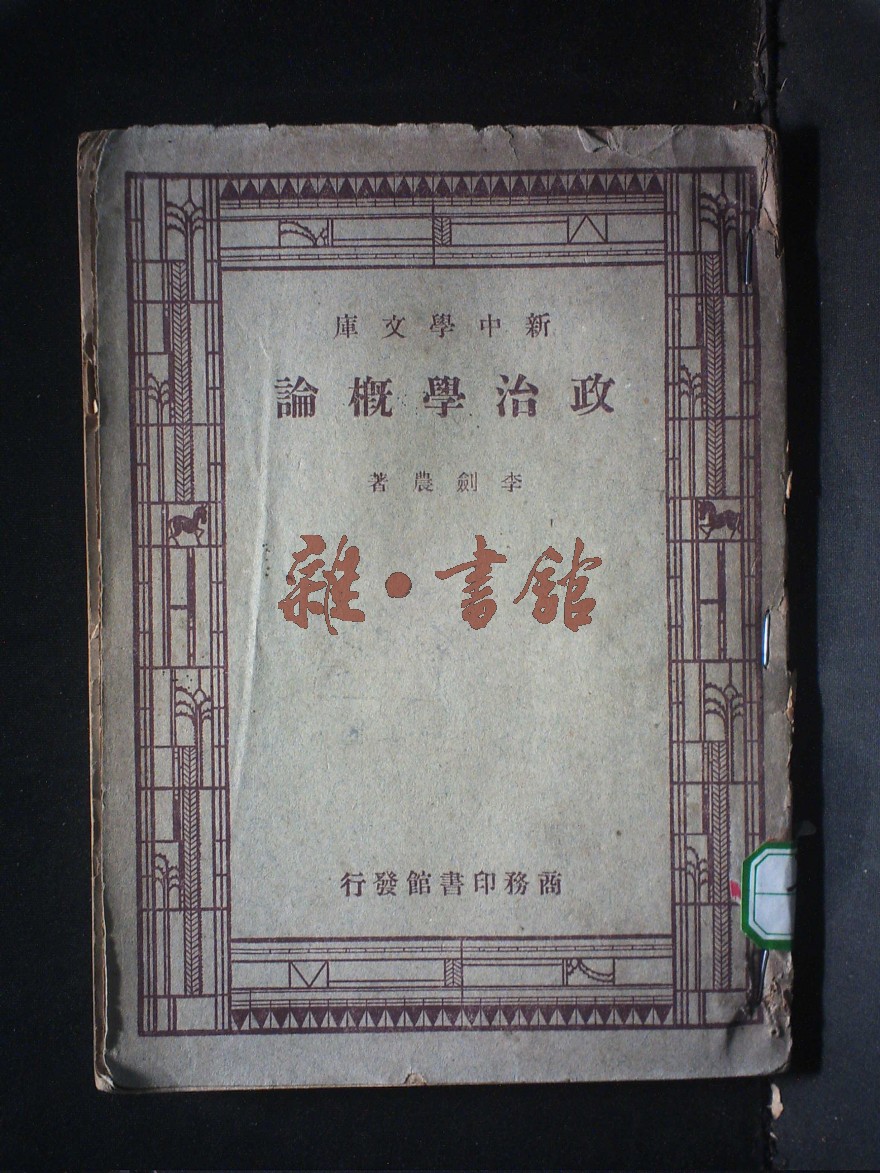 新中學文庫
政治學概論
李劍農著
雜·書館
商務印書館發行